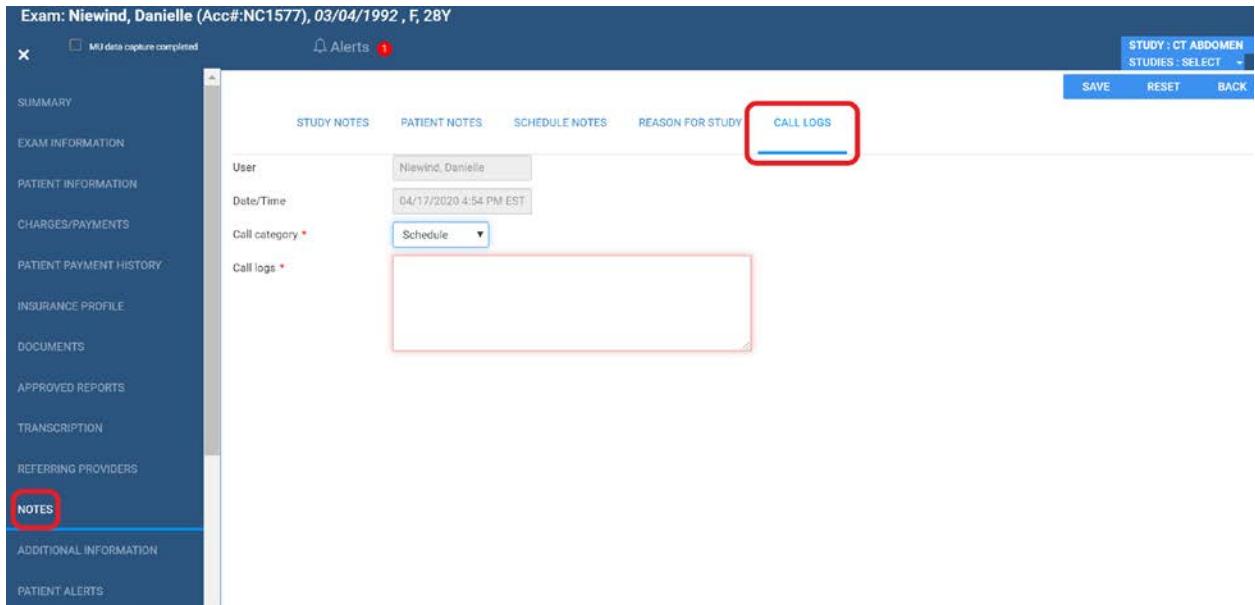 Exam: Niewind, Danielle (Acc#:NC1577), 03/04/1992 , F, 28Y
× MU data capture completed
Alerts 1
STUDY : CT ABDOMEN
STUDIES : SELECT
SAVE RESET BACK
SUMMARY
EXAM INFORMATION
PATIENT INFORMATION
CHARGES/PAYMENTS
PATIENT PAYMENT HISTORY
INSURANCE PROFILE
DOCUMENTS
APPROVED REPORTS
TRANSCRIPTION
REFERRING PROVIDERS
NOTES
ADDITIONAL INFORMATION
PATIENT ALERTS
STUDY NOTES PATIENT NOTES SCHEDULE NOTES REASON FOR STUDY CALL LOGS
User Niewind, Danielle
Date/Time 04/17/2020 4:54 PM EST
Call category * Schedule
Call logs *